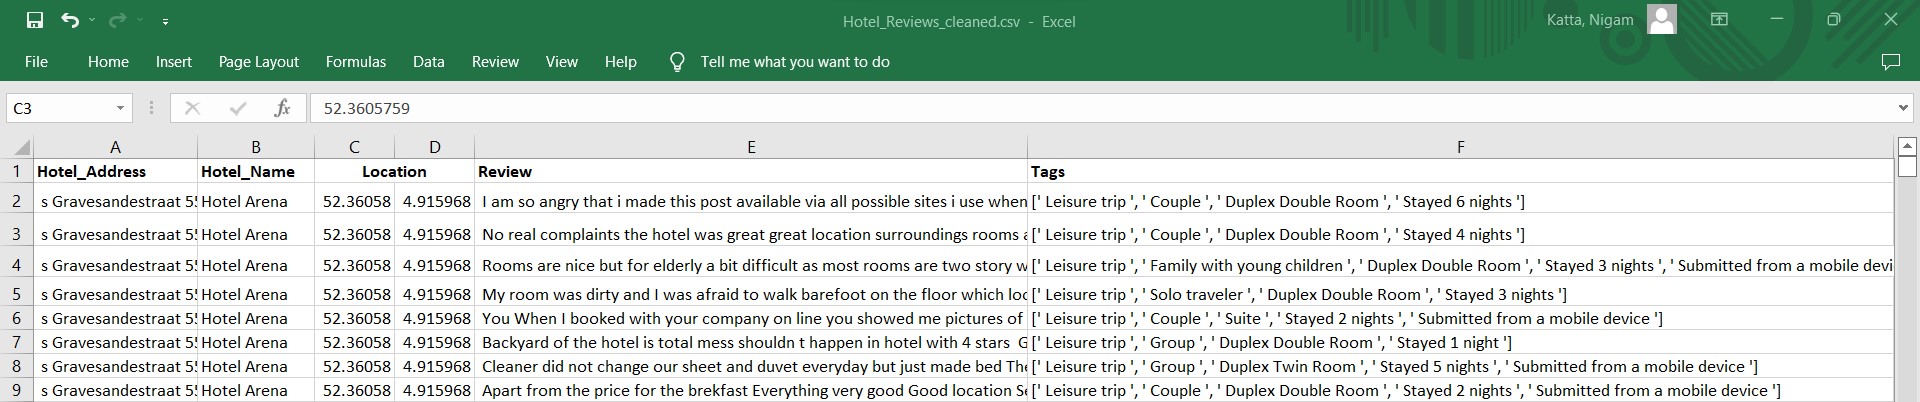 Hotel_Reviews_cleaned.csv - Excel
Katta, Nigam
File Home Insert Page Layout Formulas Data Review View Help Tell me what you want to do
C3 fx 52.3605759
A B C D E F
1 Hotel_Address Hotel_Name Location Review Tags
2 s Gravesandestraat 55 Hotel Arena 52.36058 4.915968 I am so angry that i made this post available via all possible sites i use when [' Leisure trip ', ' Couple ', ' Duplex Double Room ', ' Stayed 6 nights ']
3 s Gravesandestraat 55 Hotel Arena 52.36058 4.915968 No real complaints the hotel was great great location surroundings rooms a [' Leisure trip ', ' Couple ', ' Duplex Double Room ', ' Stayed 4 nights ']
4 s Gravesandestraat 55 Hotel Arena 52.36058 4.915968 Rooms are nice but for elderly a bit difficult as most rooms are two story w [' Leisure trip ', ' Family with young children ', ' Duplex Double Room ', ' Stayed 3 nights ', ' Submitted from a mobile devi
5 s Gravesandestraat 55 Hotel Arena 52.36058 4.915968 My room was dirty and I was afraid to walk barefoot on the floor which loo [' Leisure trip ', ' Solo traveler ', ' Duplex Double Room ', ' Stayed 3 nights ']
6 s Gravesandestraat 55 Hotel Arena 52.36058 4.915968 You When I booked with your company on line you showed me pictures of [' Leisure trip ', ' Couple ', ' Suite ', ' Stayed 2 nights ', ' Submitted from a mobile device ']
7 s Gravesandestraat 55 Hotel Arena 52.36058 4.915968 Backyard of the hotel is total mess shouldn t happen in hotel with 4 stars G [' Leisure trip ', ' Group ', ' Duplex Double Room ', ' Stayed 1 night ']
8 s Gravesandestraat 55 Hotel Arena 52.36058 4.915968 Cleaner did not change our sheet and duvet everyday but just made bed The [' Leisure trip ', ' Group ', ' Duplex Twin Room ', ' Stayed 5 nights ', ' Submitted from a mobile device ']
9 s Gravesandestraat 55 Hotel Arena 52.36058 4.915968 Apart from the price for the brekfast Everything very good Good location Se [' Leisure trip ', ' Couple ', ' Duplex Double Room ', ' Stayed 2 nights ', ' Submitted from a mobile device ']